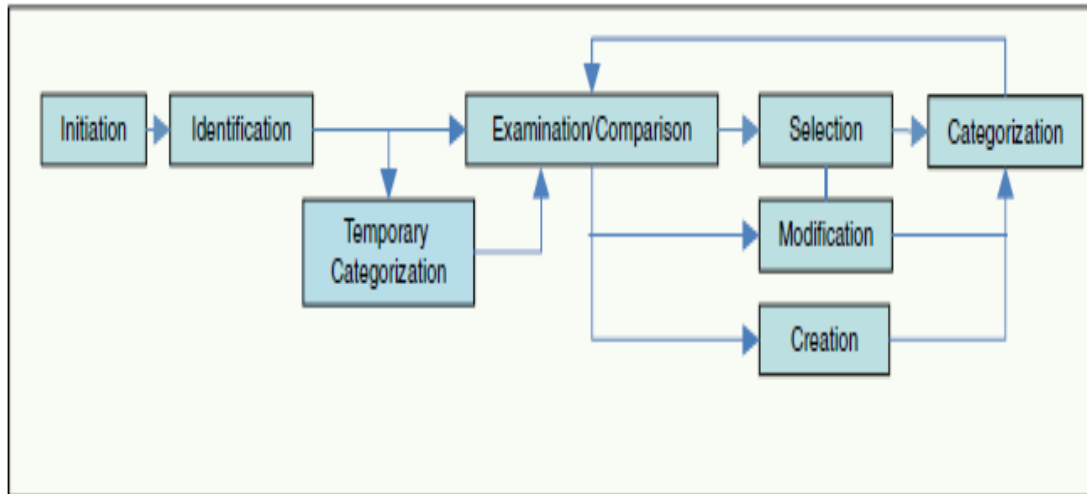 Initiation
Identification
Examination/Comparison
Selection
Categorization
Temporary
Categorization
Modification
Creation